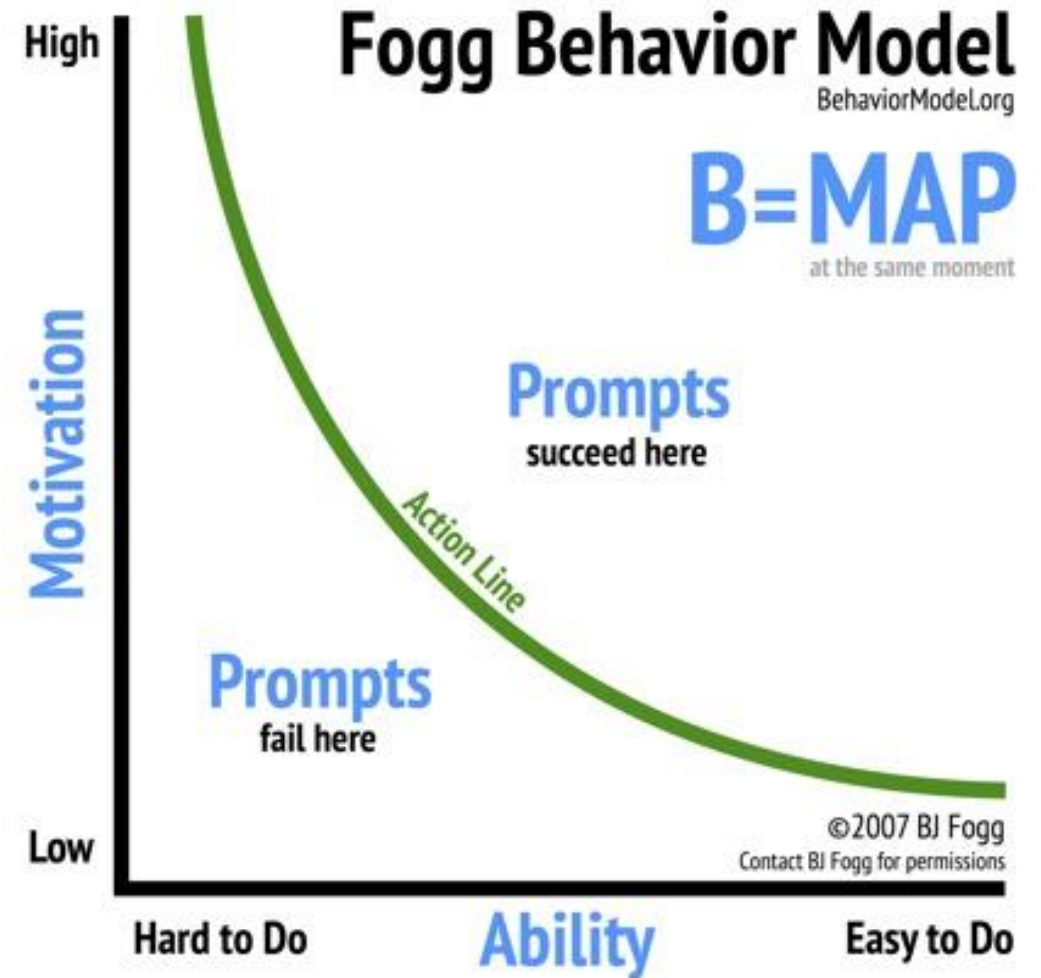 High
Fogg Behavior Model
BehaviorModel.org
B=MAP
at the same moment
Motivation
Prompts
succeed here
Action Line
Prompts
fail here
Low
©2007 BJ Fogg
Contact BJ Fogg for permissions
Hard to Do
Ability
Easy to Do